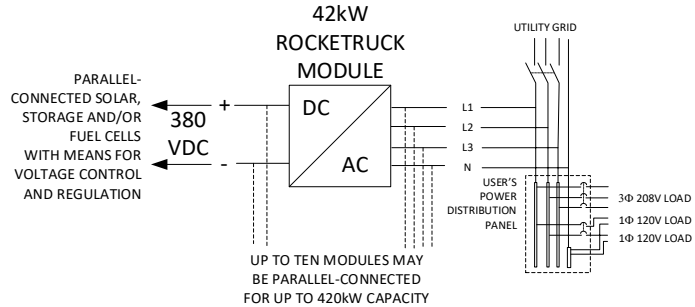 42kW
ROCKETRUCK
MODULE
UTILITY GRID
PARALLEL-
CONNECTED SOLAR,
STORAGE AND/OR
FUEL CELLS
WITH MEANS FOR
VOLTAGE CONTROL
AND REGULATION
+
380
VDC
-
DC
AC
L1
L2
L3
N
USER'S
POWER
DISTRIBUTION
PANEL
3Φ 208V LOAD
1Φ 120V LOAD
1Φ 120V LOAD
UP TO TEN MODULES MAY
BE PARALLEL-CONNECTED
FOR UP TO 420kW CAPACITY